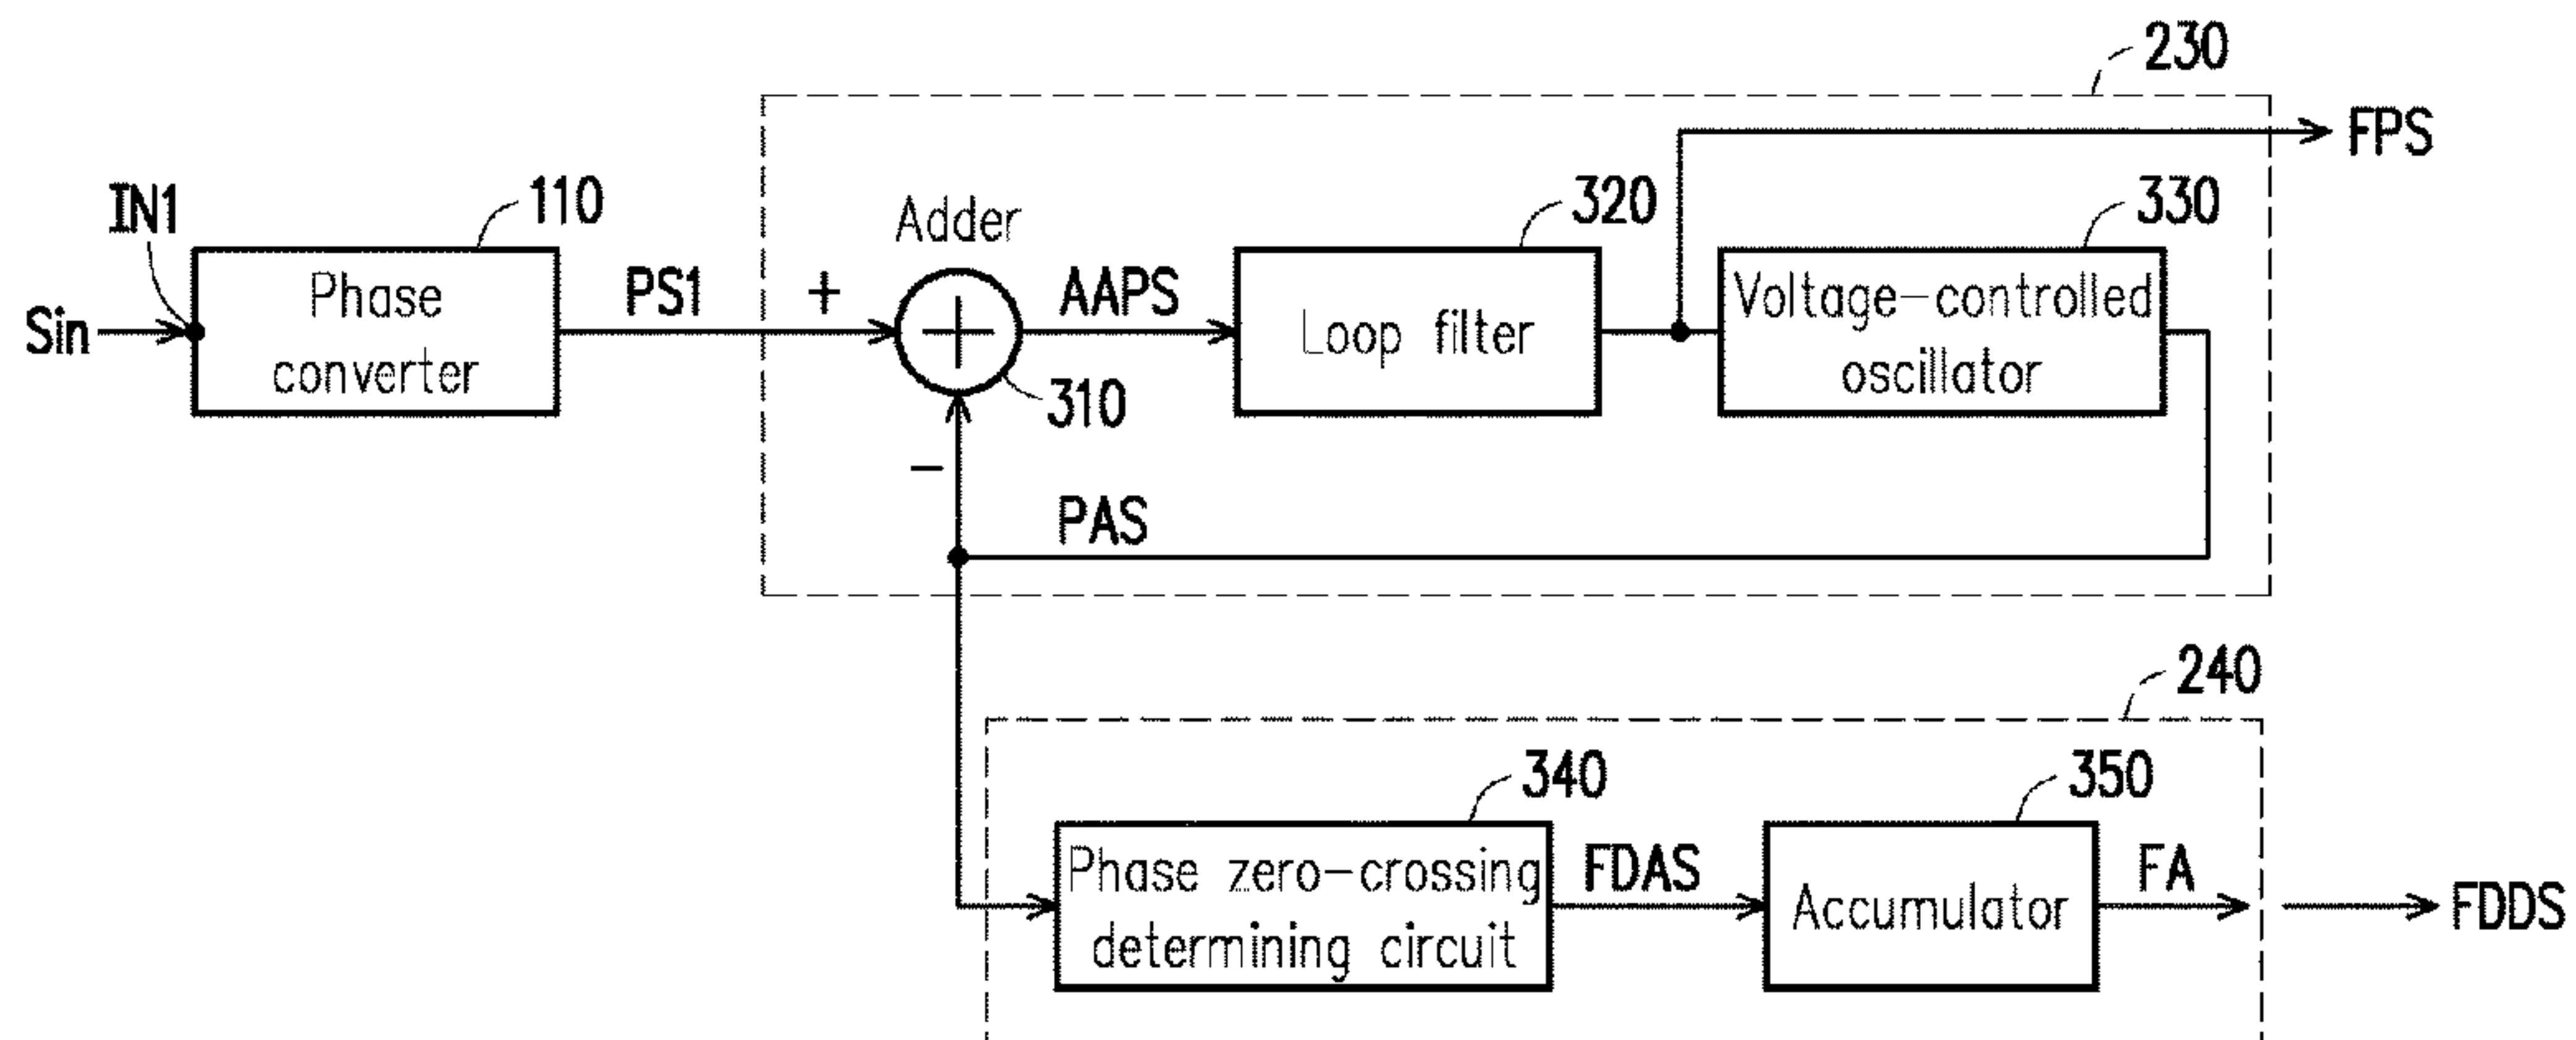 230
FPS
IN1
110
Adder
320
330
Sin
Phase
converter
PS1
+
AAPS
Loop filter
Voltage-controlled
oscillator
310
−
PAS
240
340
350
Phase zero-crossing
determining circuit
FDAS
Accumulator
FA
FDDS